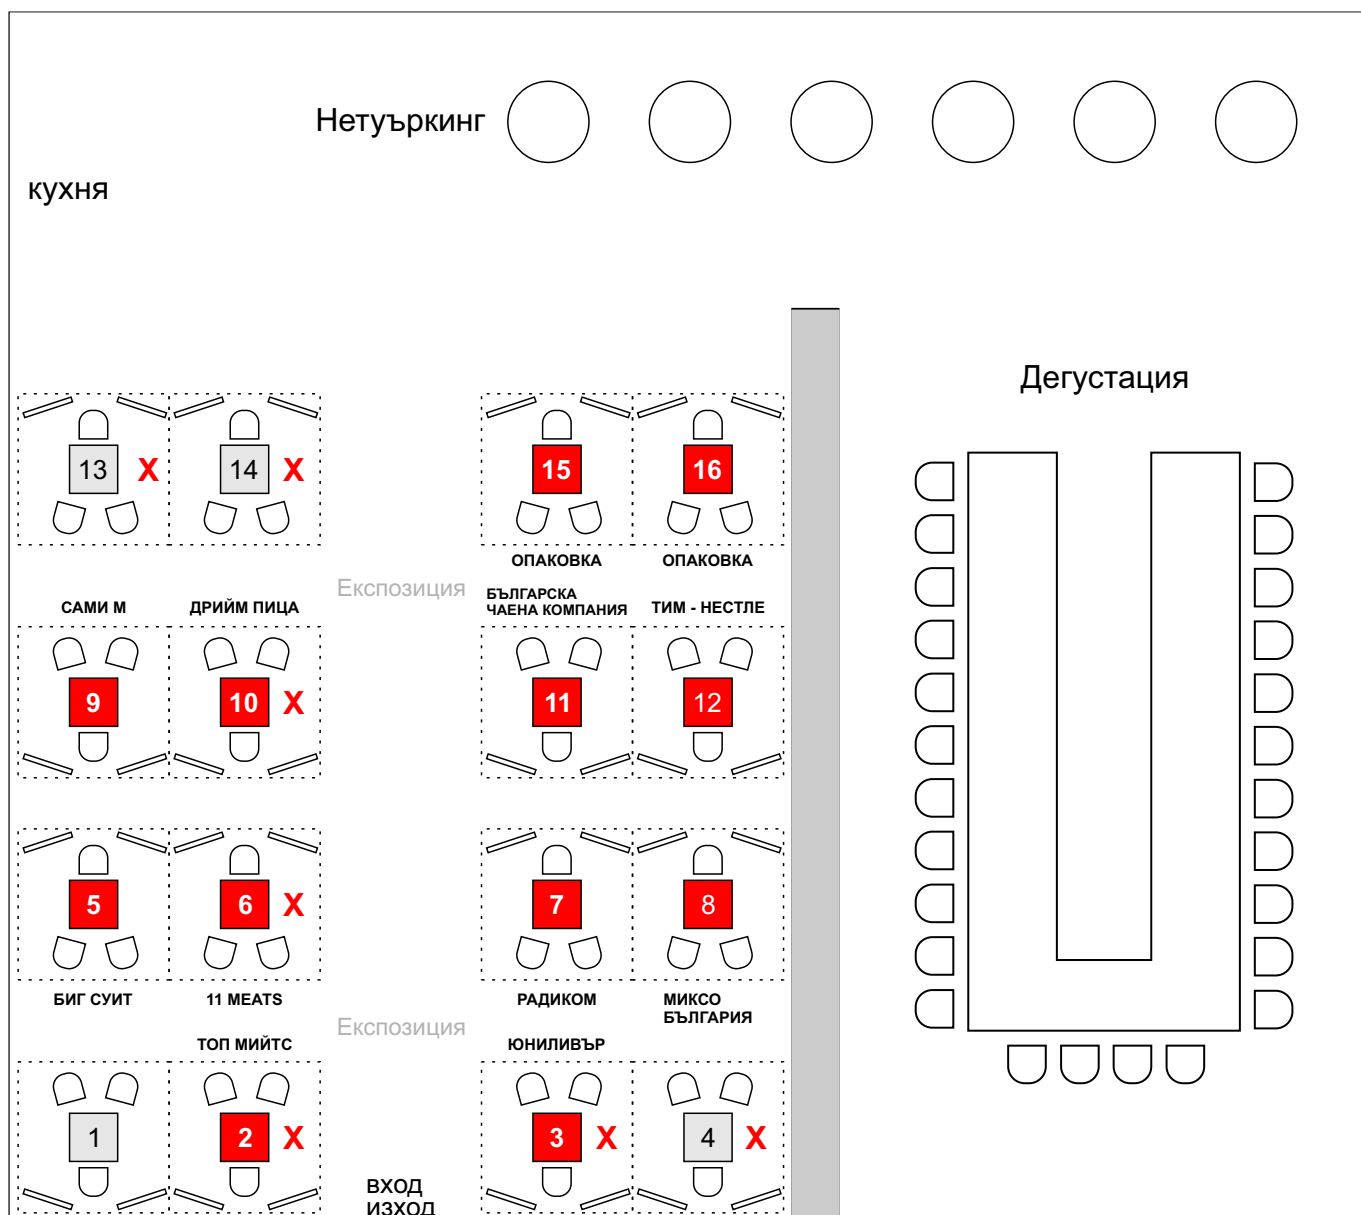 Нетуъркинг
кухня
Дегустация
13 X 14 X 15 16
ОПАКОВКА ОПАКОВКА
Експозиция
САМИ М ДРИЙМ ПИЦА БЪЛГАРСКА
ЧАЕНА КОМПАНИЯ ТИМ - НЕСТЛЕ
9 10 X 11 12
5 6 X 7 8
БИГ СУИТ 11 MEATS РАДИКОМ МИКСО
БЪЛГАРИЯ
Експозиция
ТОП МИЙТС ЮНИЛИВЪР
1 2 X 3 X 4 X
ВХОД
ИЗХОД